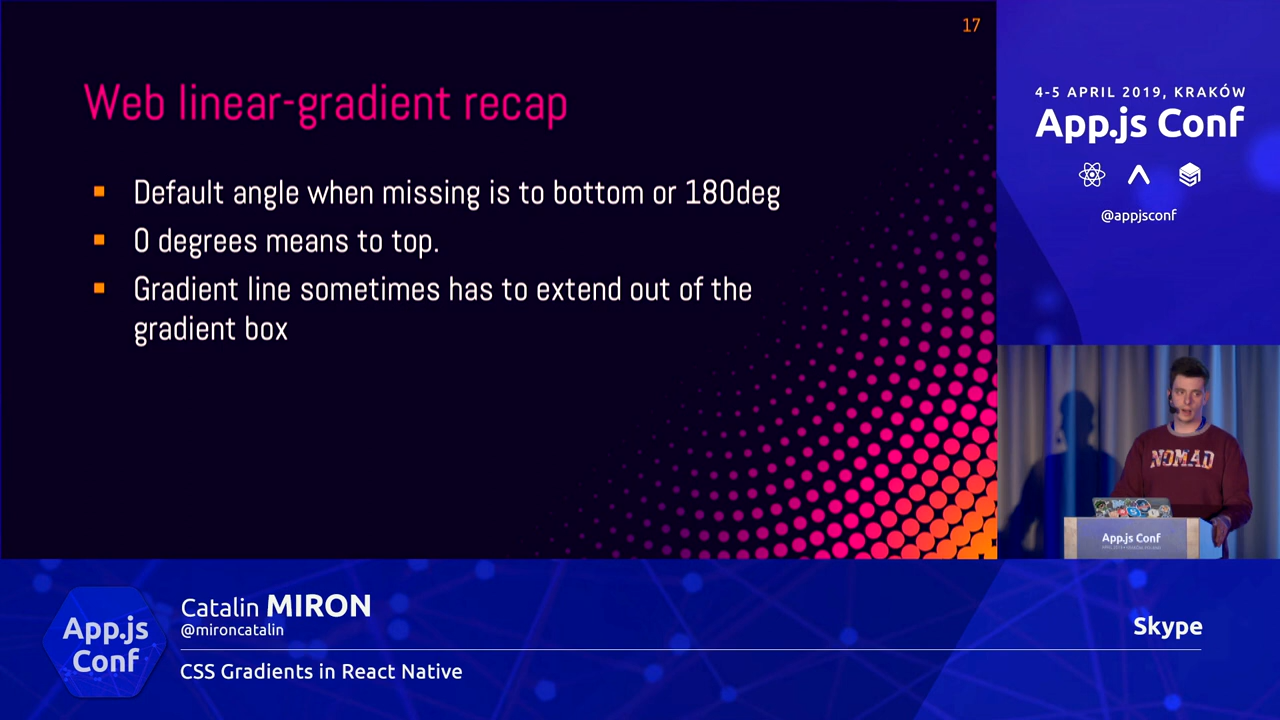 17
Web linear-gradient recap
Default angle when missing is to bottom or 180deg
0 degrees means to top.
Gradient line sometimes has to extend out of the
gradient box
4-5 APRIL 2019, KRAKÓW
App.js Conf
@appjsconf
NOMAD
App.js Conf
App.js
Conf
Catalin MIRON
@mironcatalin
CSS Gradients in React Native
Skype